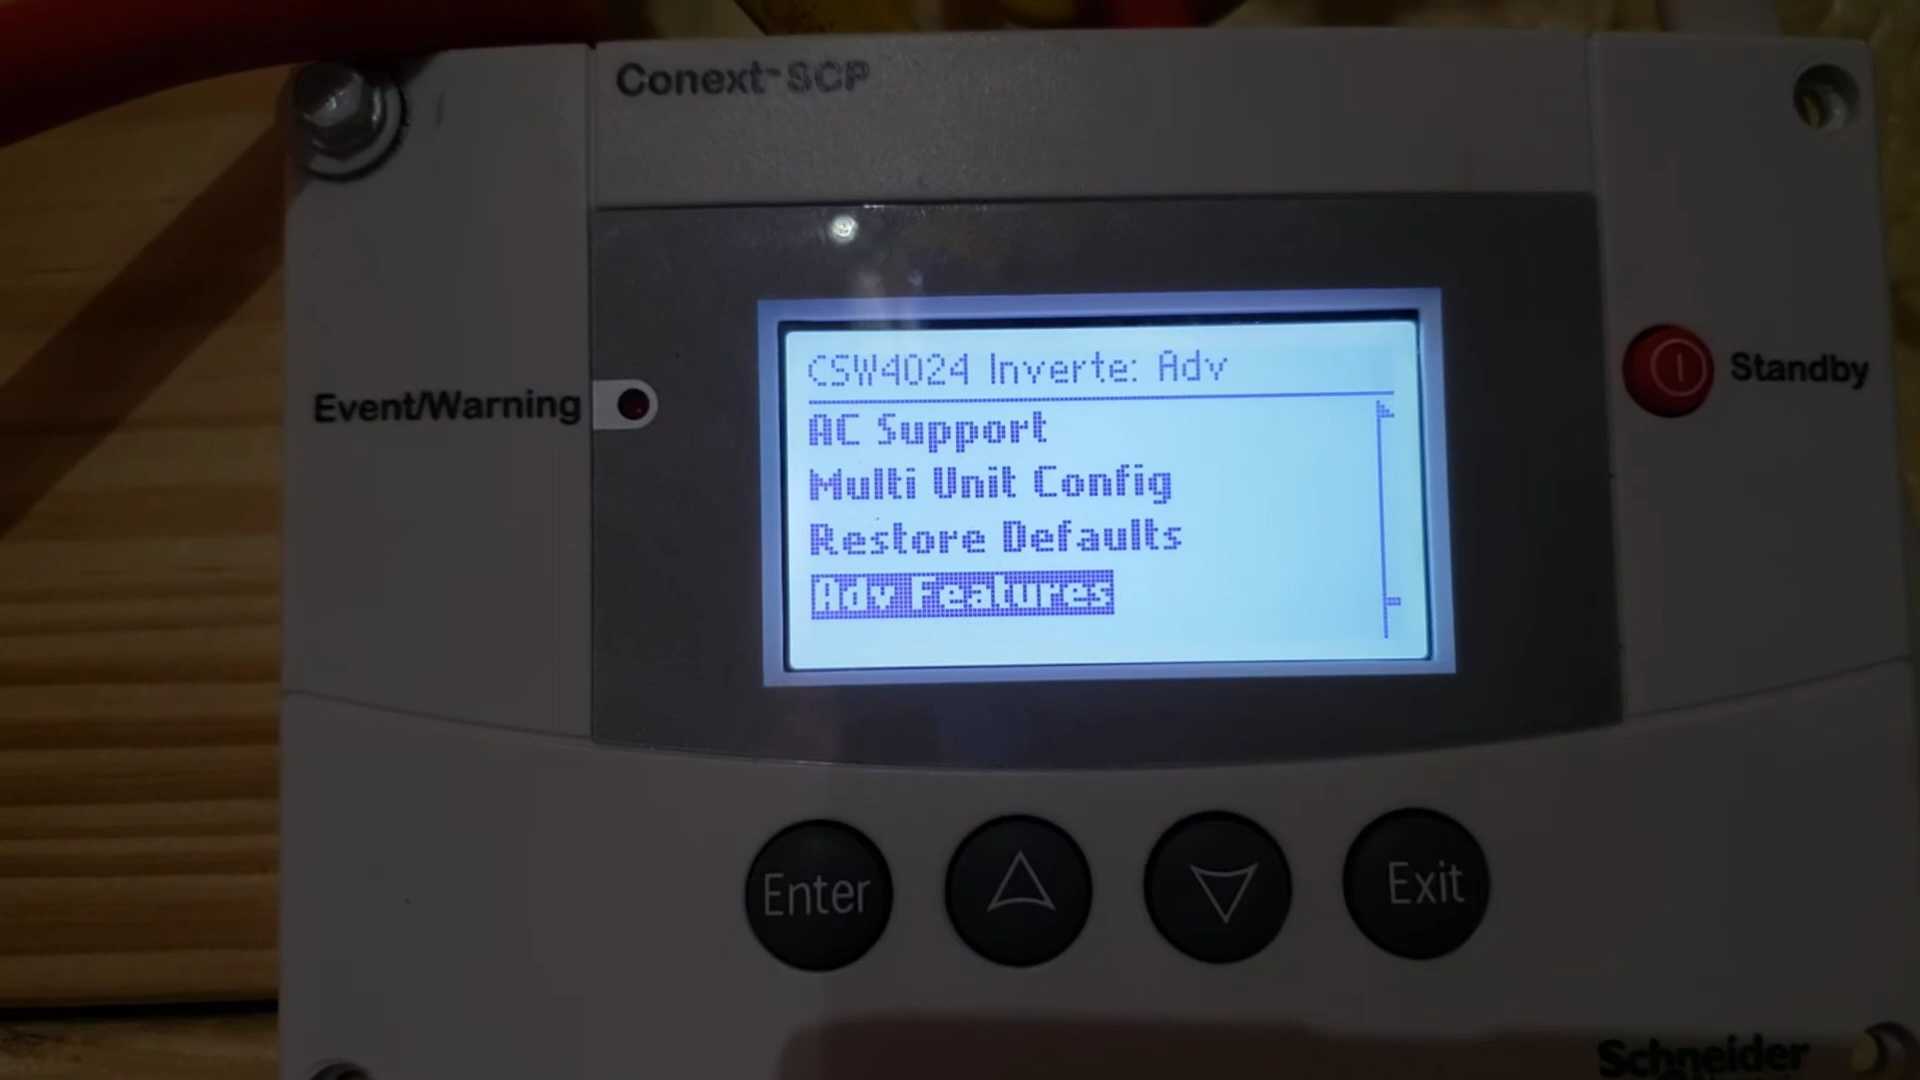 Conext™ SCP
CSW4024 Inverte: Adv
AC Support
Multi Unit Config
Restore Defaults
Adv Features
Event/Warning
Standby
Enter
Exit
Schneider